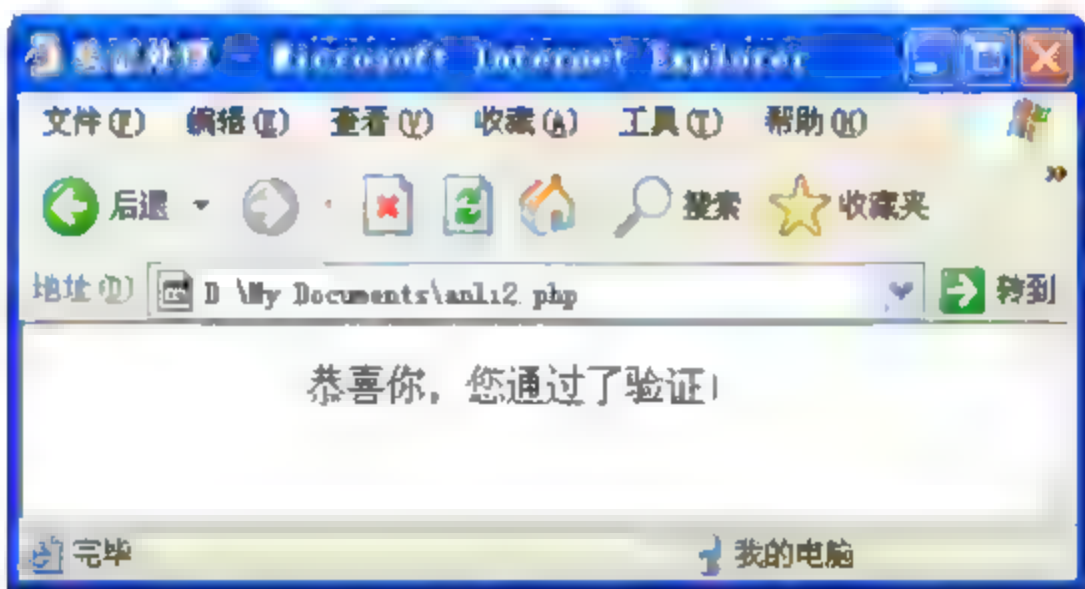 Microsoft Internet Explorer
文件(F) 编辑(E) 查看(V) 收藏(A) 工具(T) 帮助(H)
后退 搜索 收藏夹 »
地址(D) D \My Documents\anli2 php 转到
恭喜你，您通过了验证!
完毕 我的电脑